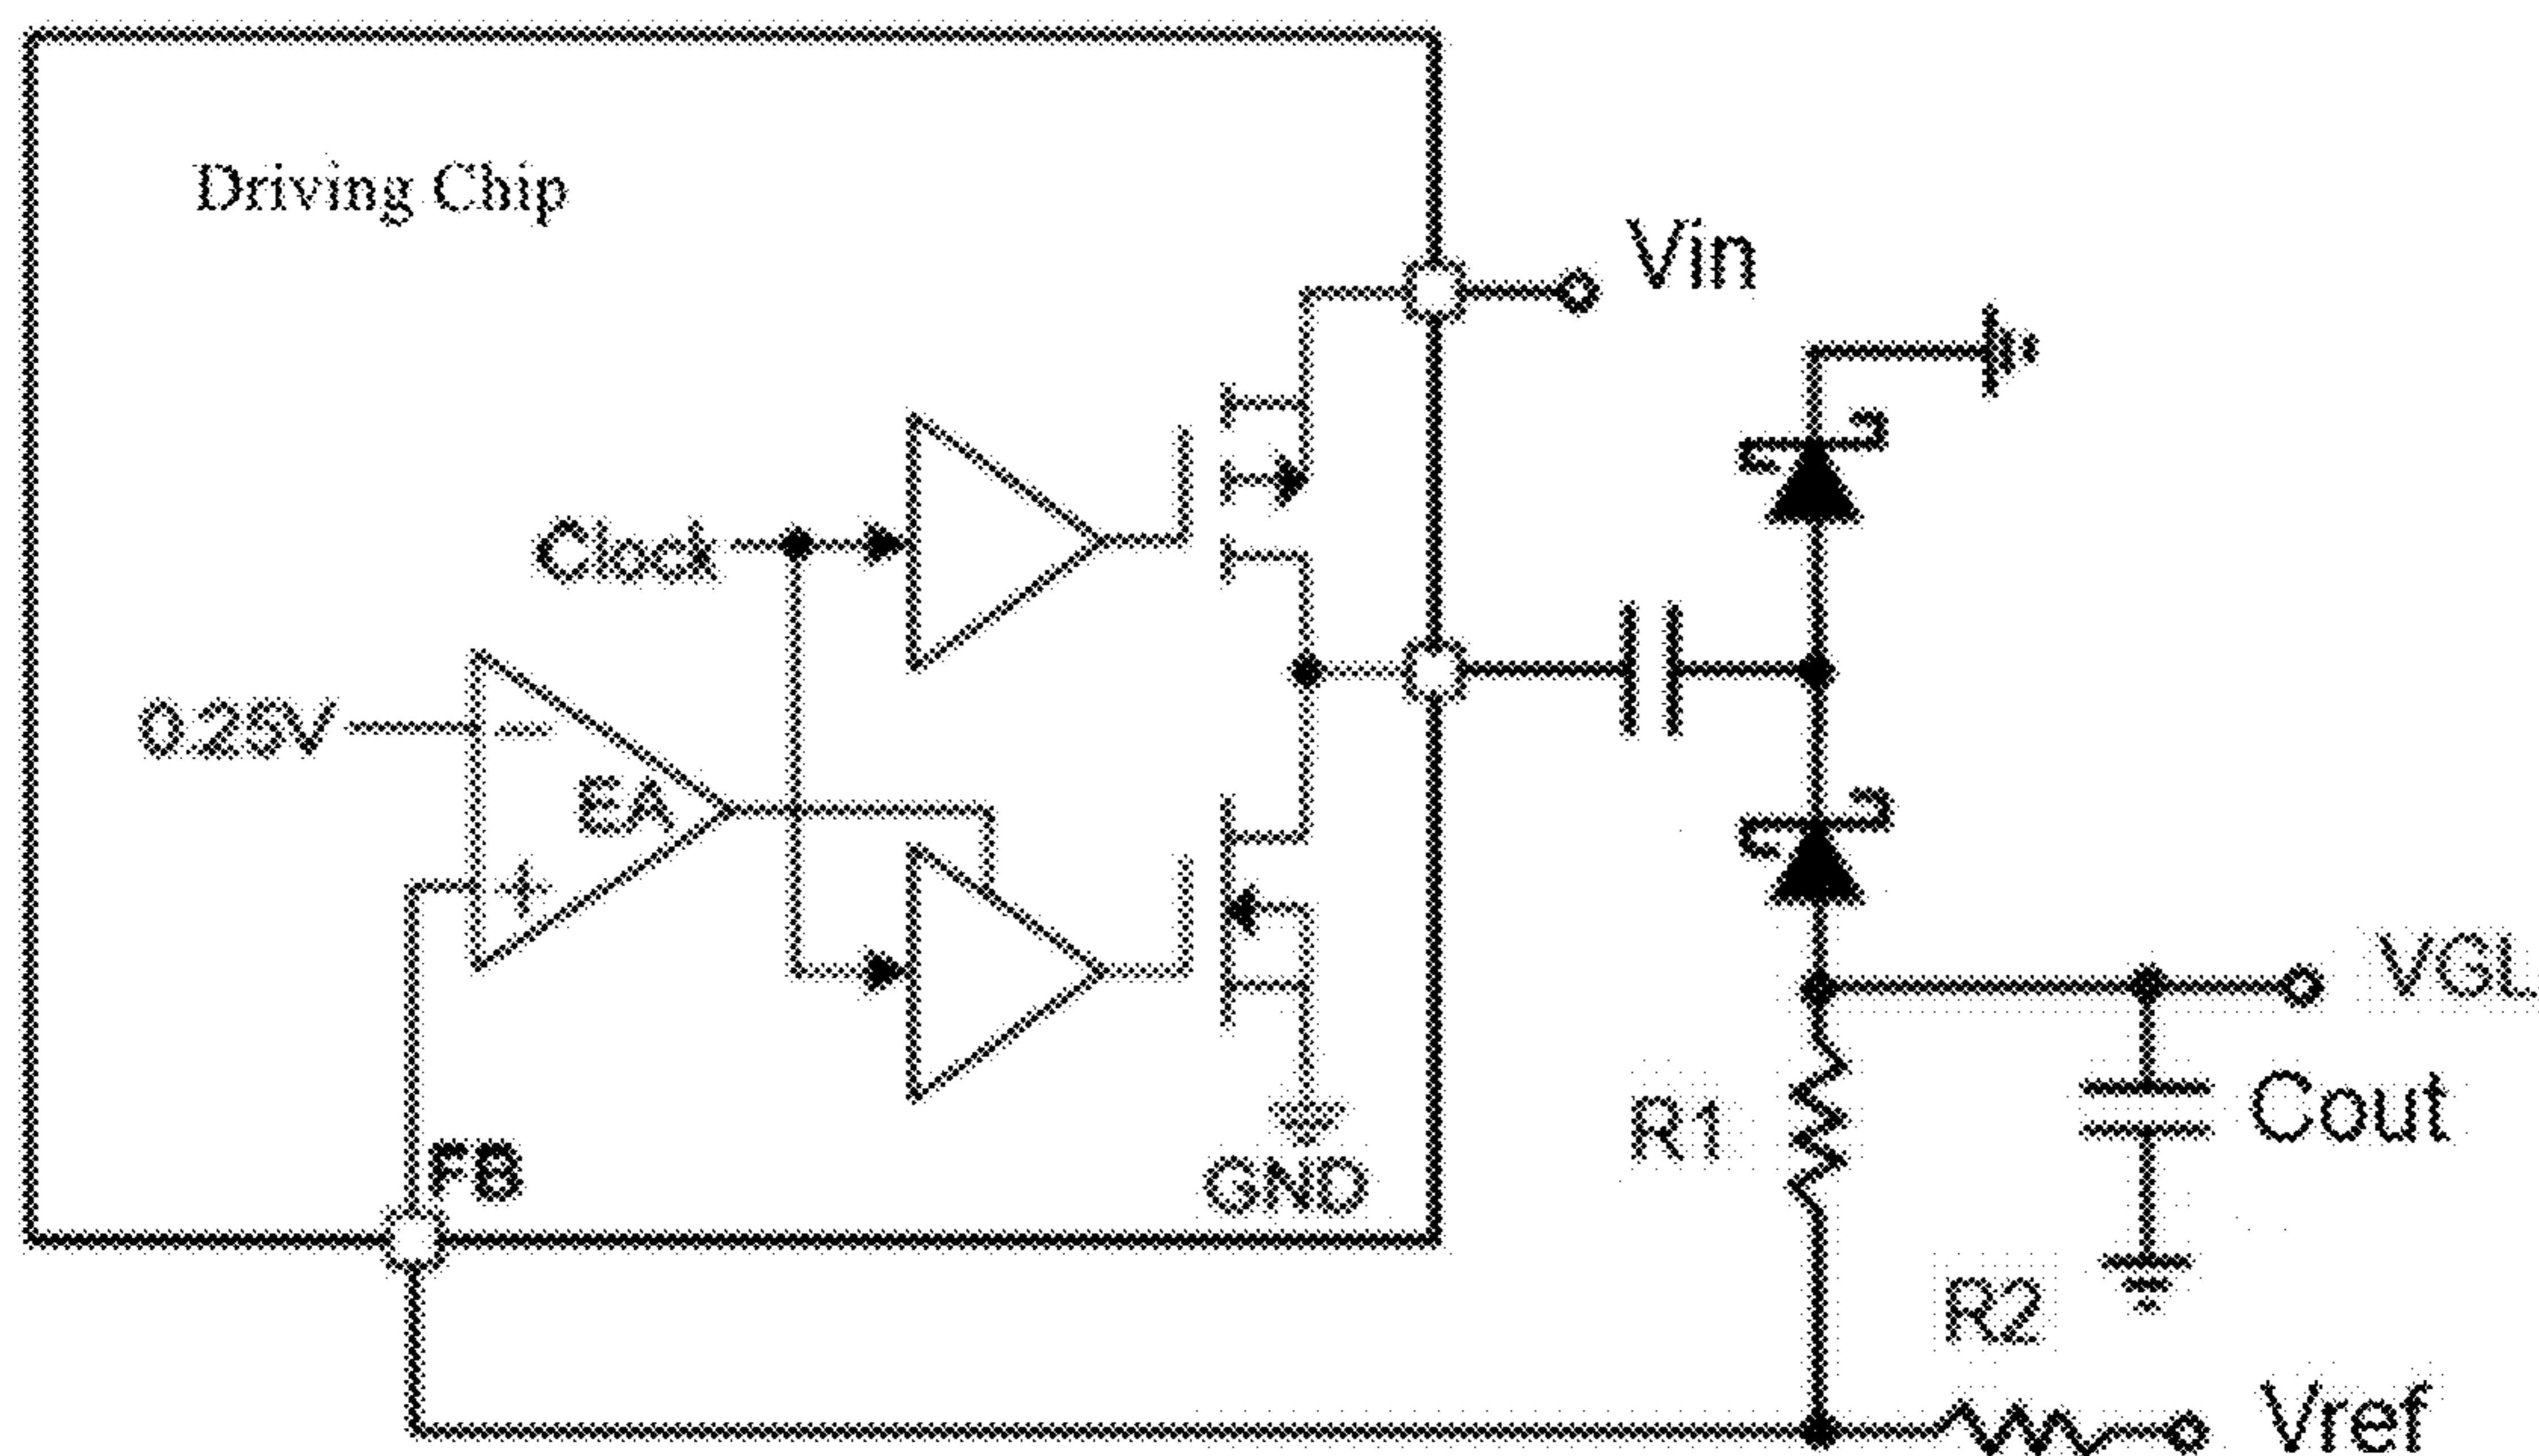 Driving Chip
Vin
Clock
0.25V
−
EA
+
VGL
R1
Cout
FB
GND
R2
Vref